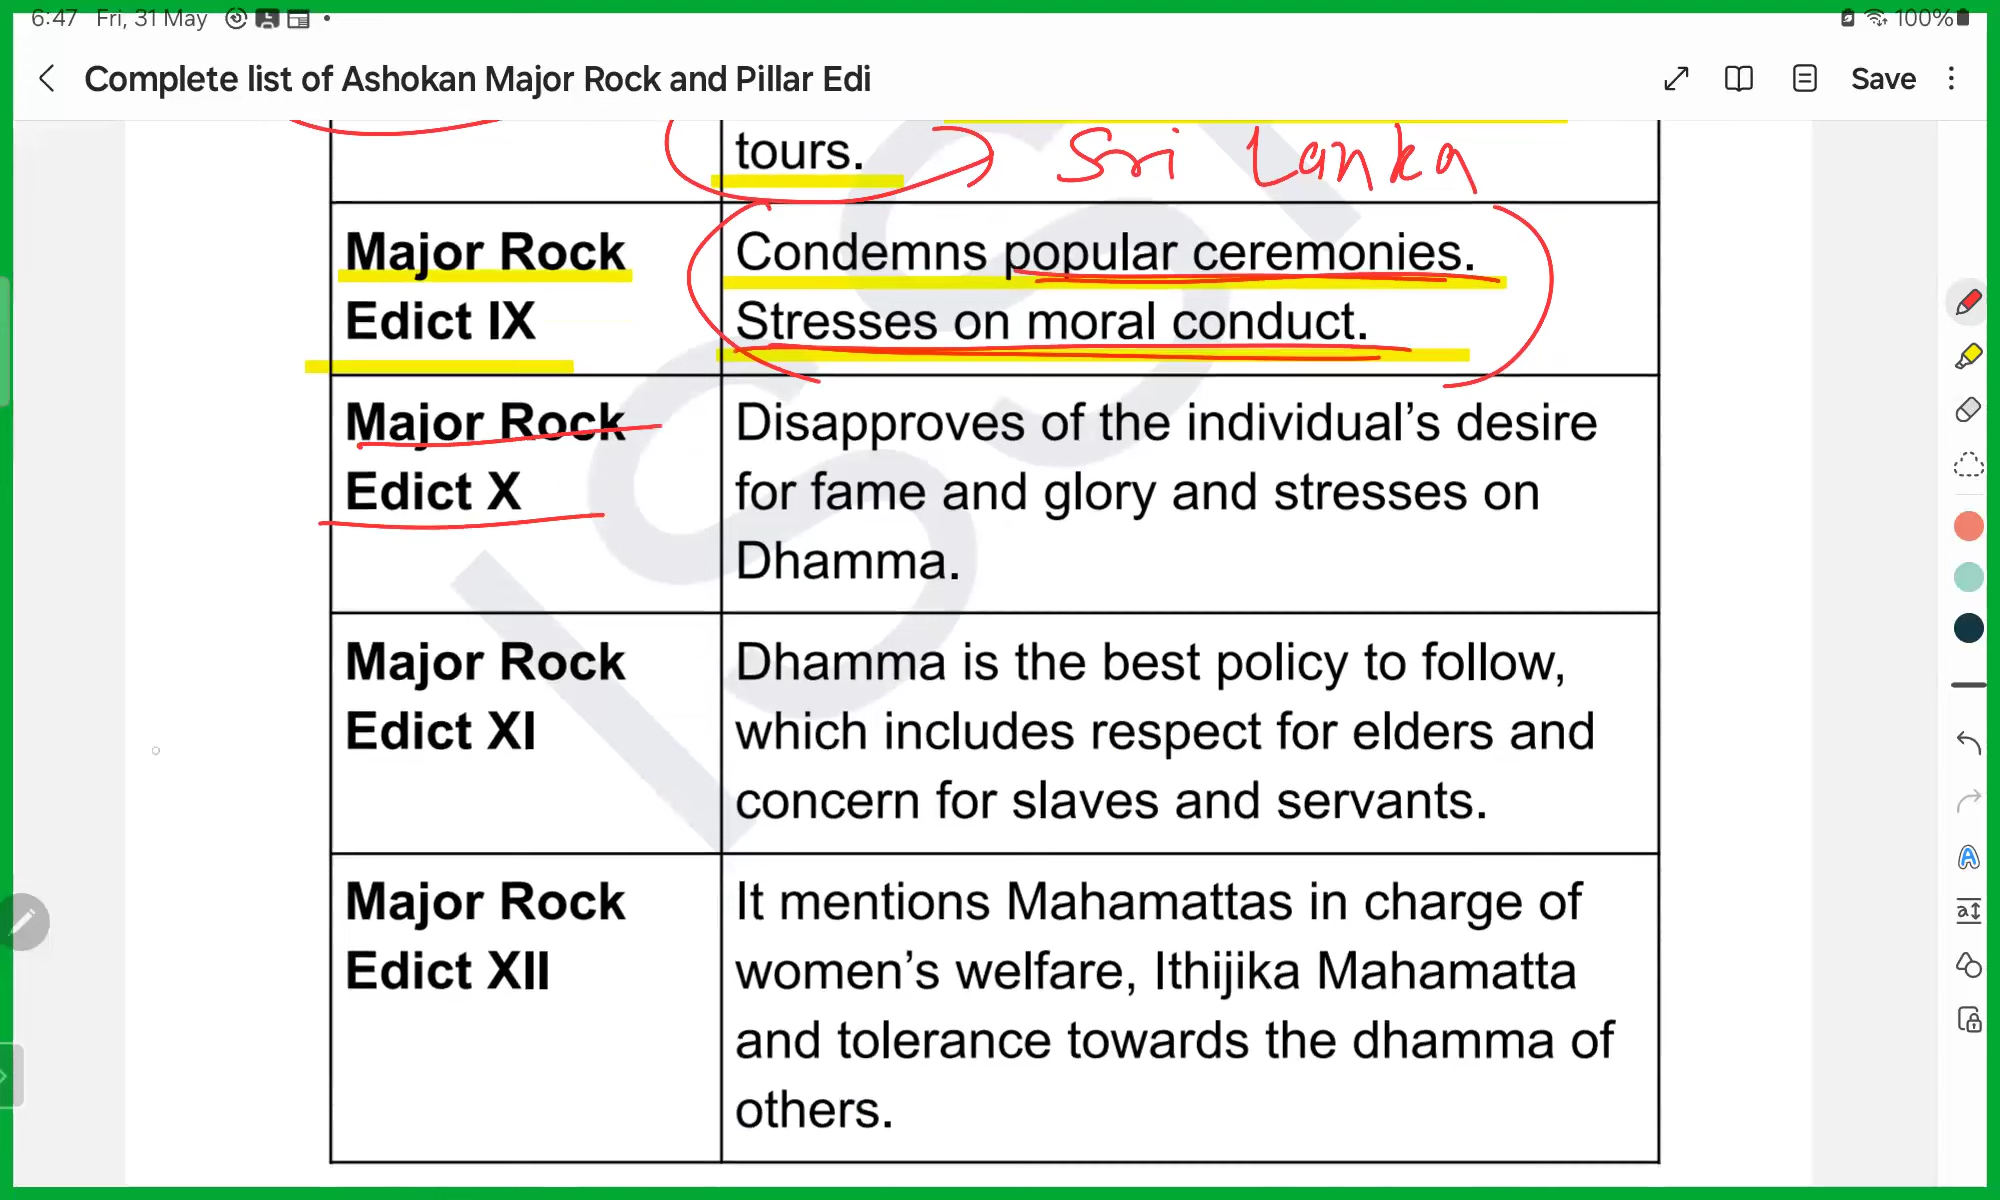 6:47 Fri, 31 May
100%
Complete list of Ashokan Major Rock and Pillar Edi
Save
tours.
Sri Lanka
Major Rock
Edict IX
Condemns popular ceremonies.
Stresses on moral conduct.
Major Rock
Edict X
Disapproves of the individual’s desire
for fame and glory and stresses on
Dhamma.
Major Rock
Edict XI
Dhamma is the best policy to follow,
which includes respect for elders and
concern for slaves and servants.
Major Rock
Edict XII
It mentions Mahamattas in charge of
women’s welfare, Ithijika Mahamatta
and tolerance towards the dhamma of
others.